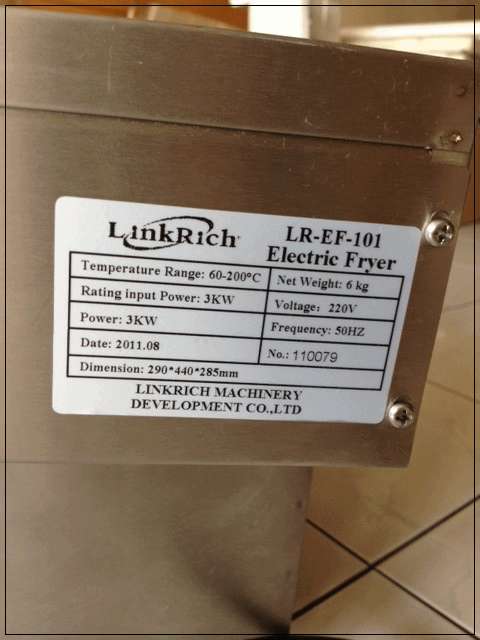 LINKRICH
LR-EF-101
Electric Fryer
Temperature Range: 60-200°C
Net Weight: 6 kg
Rating input Power: 3KW
Voltage: 220V
Power: 3KW
Frequency: 50HZ
Date: 2011.08
No.: 110079
Dimension: 290*440*285mm
LINKRICH MACHINERY
DEVELOPMENT CO.,LTD